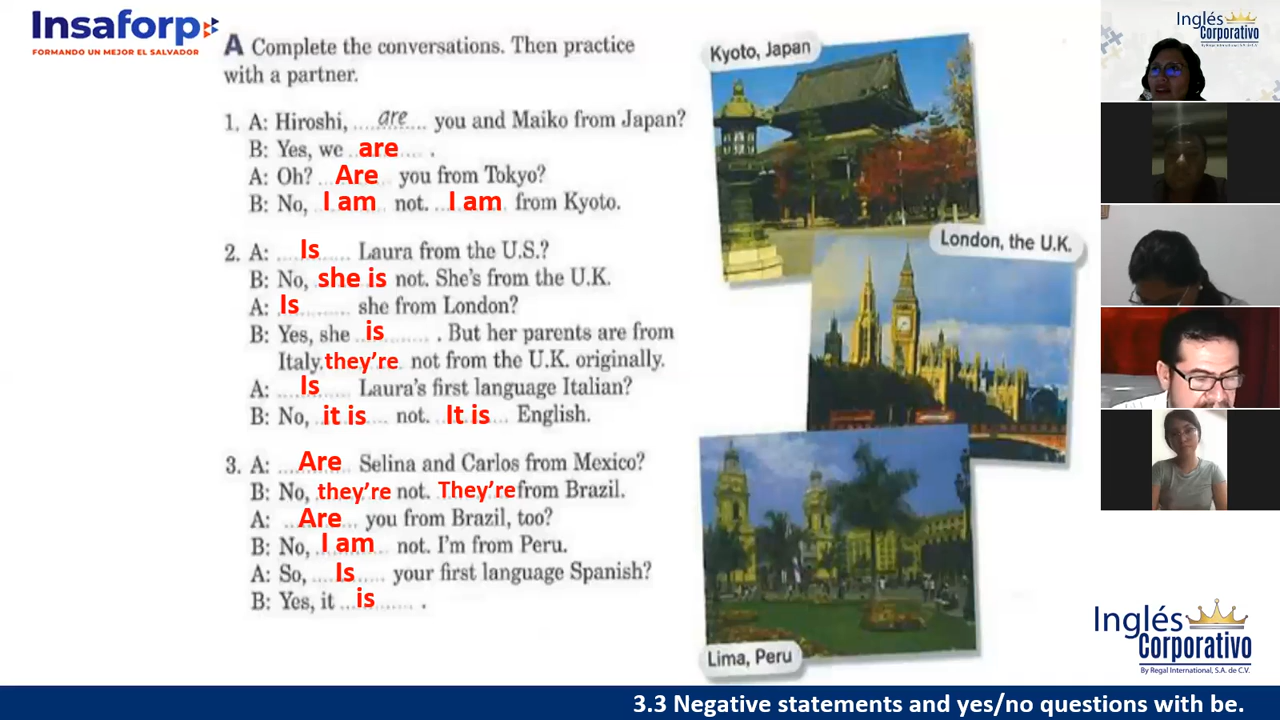 Insaforp
FORMANDO UN MEJOR EL SALVADOR
A Complete the conversations. Then practice
with a partner.
1. A: Hiroshi, are you and Maiko from Japan?
B: Yes, we are .
A: Oh? Are you from Tokyo?
B: No, I am not. I am from Kyoto.
2. A: Is Laura from the U.S.?
B: No, she is not. She's from the U.K.
A: Is she from London?
B: Yes, she is . But her parents are from
Italy. they're not from the U.K. originally.
A: Is Laura's first language Italian?
B: No, it is not. It is English.
3. A: Are Selina and Carlos from Mexico?
B: No, they're not. They're from Brazil.
A: Are you from Brazil, too?
B: No, I am not. I'm from Peru.
A: So, Is your first language Spanish?
B: Yes, it is .
Kyoto, Japan
London, the U.K.
Lima, Peru
Inglés
Corporativo
By Regal International, S.A. de C.V.
Inglés
Corporativo
By Regal International, S.A. de C.V.
3.3 Negative statements and yes/no questions with be.